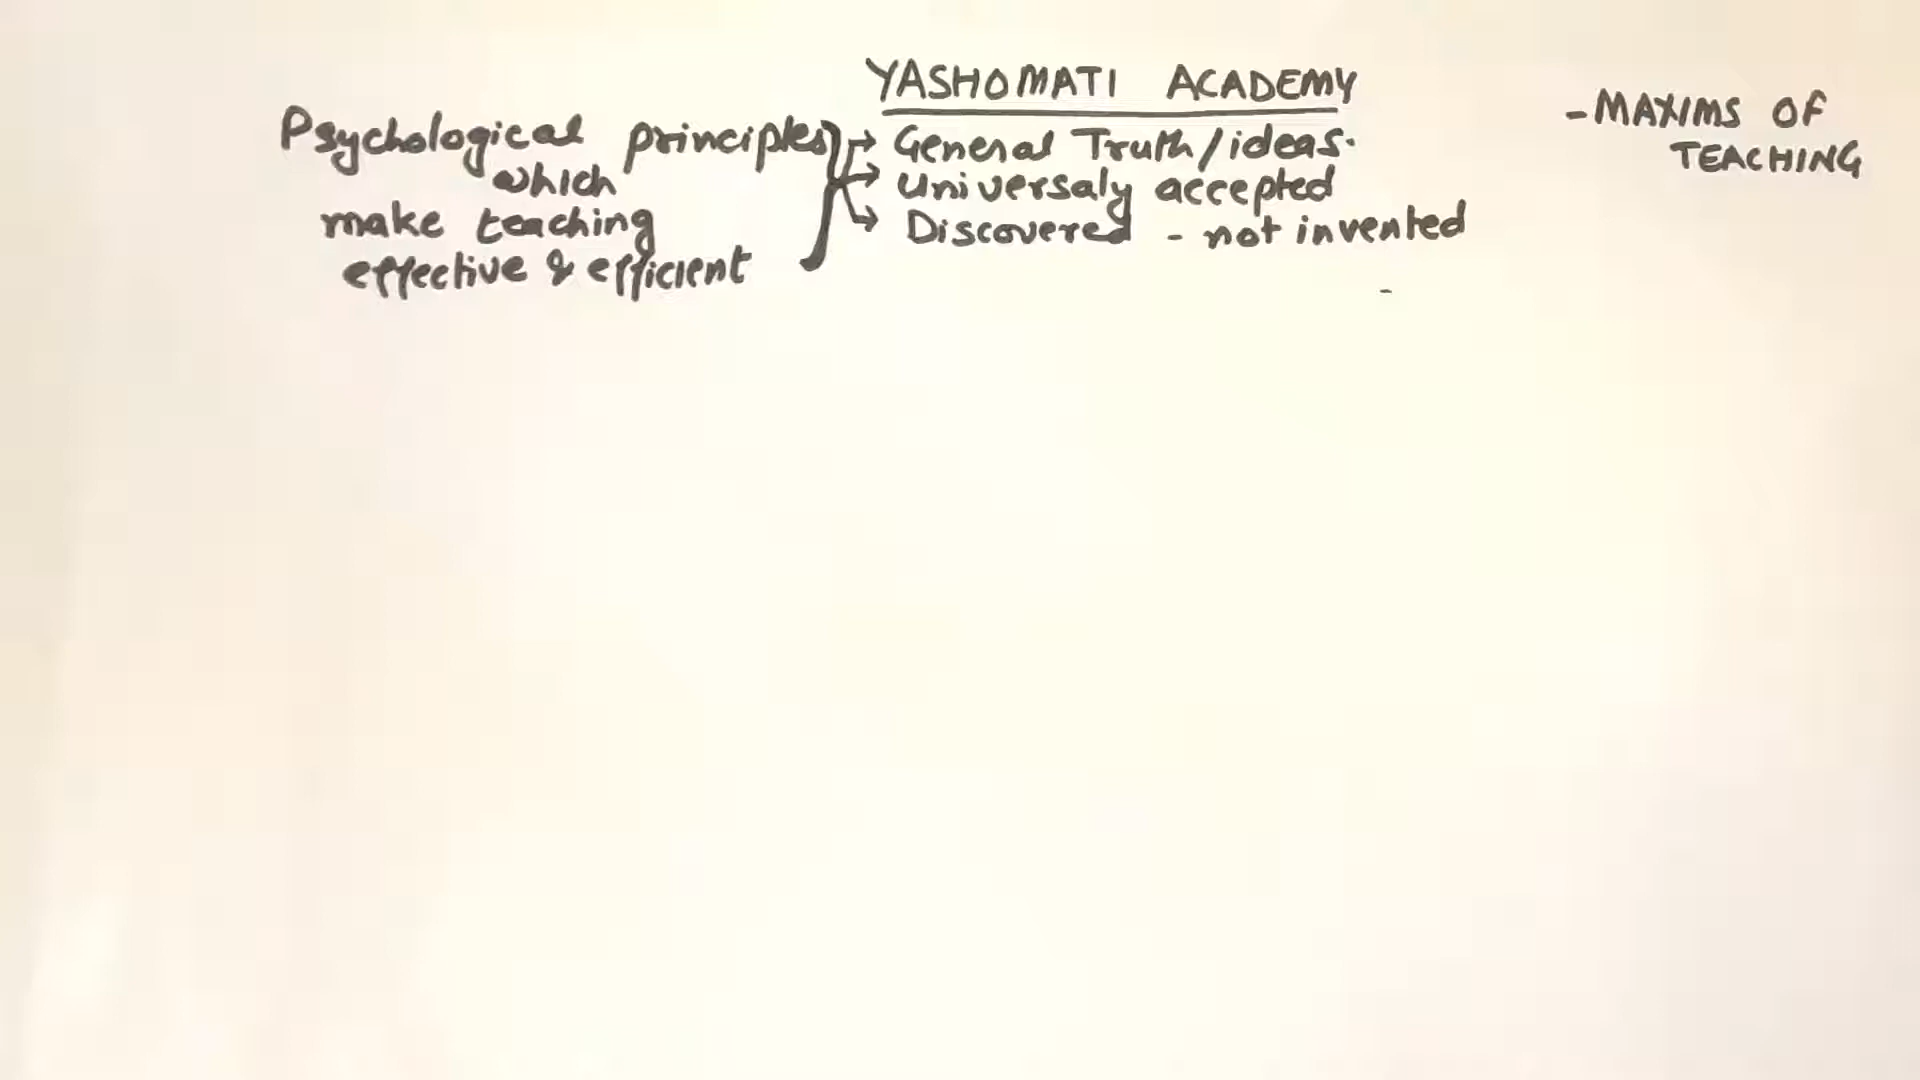 YASHOMATI ACADEMY
- MAXIMS OF
TEACHING
Psychological principles
which
make teaching
effective & efficient
→ General Truth/ideas.
→ universaly accepted
→ Discovered - not invented
-